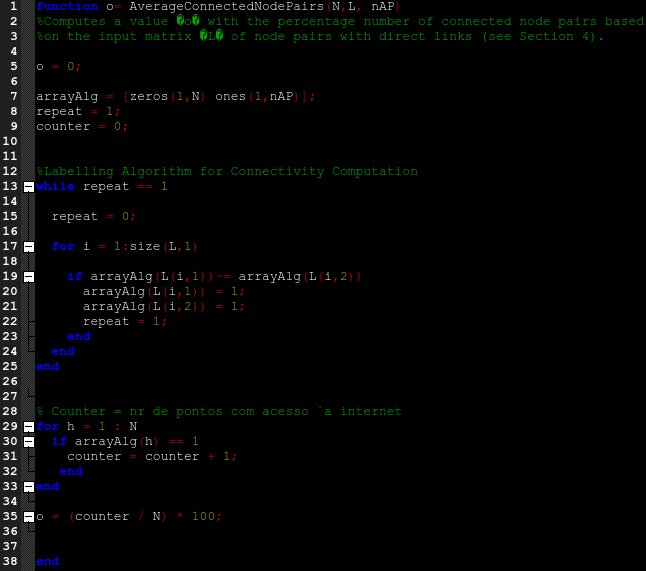 1 function o= AverageConnectedNodePairs(N,L, nAP)
2 %Computes a value �o� with the percentage number of connected node pairs based
3 %on the input matrix �L� of node pairs with direct links (see Section 4).
4
5 o = 0;
6
7 arrayAlg = [zeros(1,N) ones(1,nAP)];
8 repeat = 1;
9 counter = 0;
10
11
12 %Labelling Algorithm for Connectivity Computation
13 while repeat == 1
14
15 repeat = 0;
16
17 for i = 1:size(L,1)
18
19 if arrayAlg(L(i,1))~= arrayAlg(L(i,2))
20 arrayAlg(L(i,1)) = 1;
21 arrayAlg(L(i,2)) = 1;
22 repeat = 1;
23 end
24 end
25 end
26
27
28 % Counter = nr de pontos com acesso ´a internet
29 for h = 1 : N
30 if arrayAlg(h) == 1
31 counter = counter + 1;
32 end
33 end
34
35 o = (counter / N) * 100;
36
37
38 end